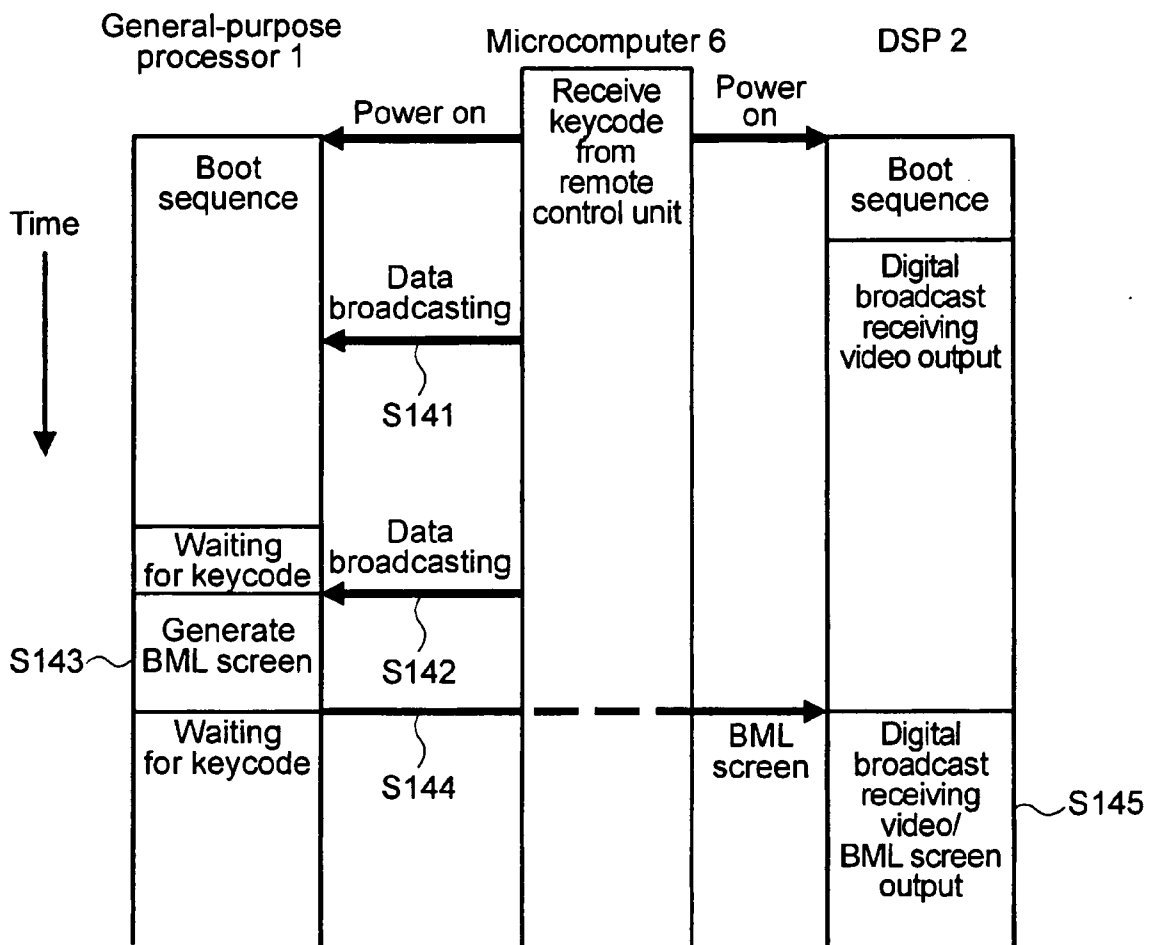 General-purpose
processor 1
Microcomputer 6
DSP 2
Power on
Receive
keycode
from
remote
control unit
Power
on
Boot
sequence
Boot
sequence
Time
Data
broadcasting
S141
Digital
broadcast
receiving
video output
Waiting
for keycode
Data
broadcasting
S142
S143
Generate
BML screen
Waiting
for keycode
S144
BML
screen
Digital
broadcast
receiving
video/
BML screen
output
S145